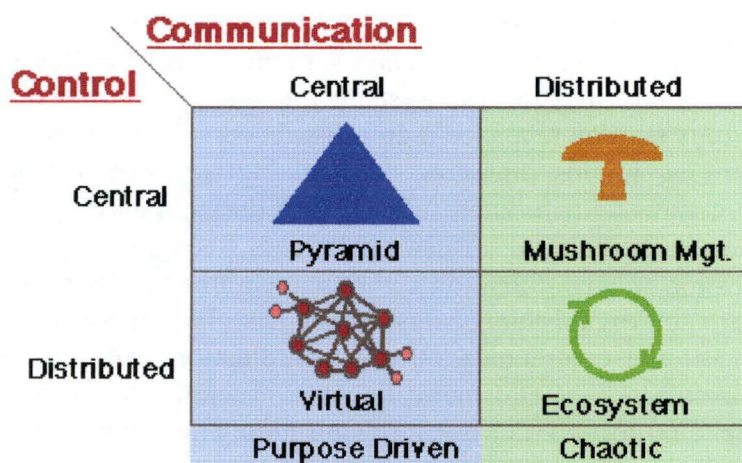 Communication
Control
Central Distributed
Central
Pyramid Mushroom Mgt.
Distributed
Virtual Ecosystem
Purpose Driven Chaotic